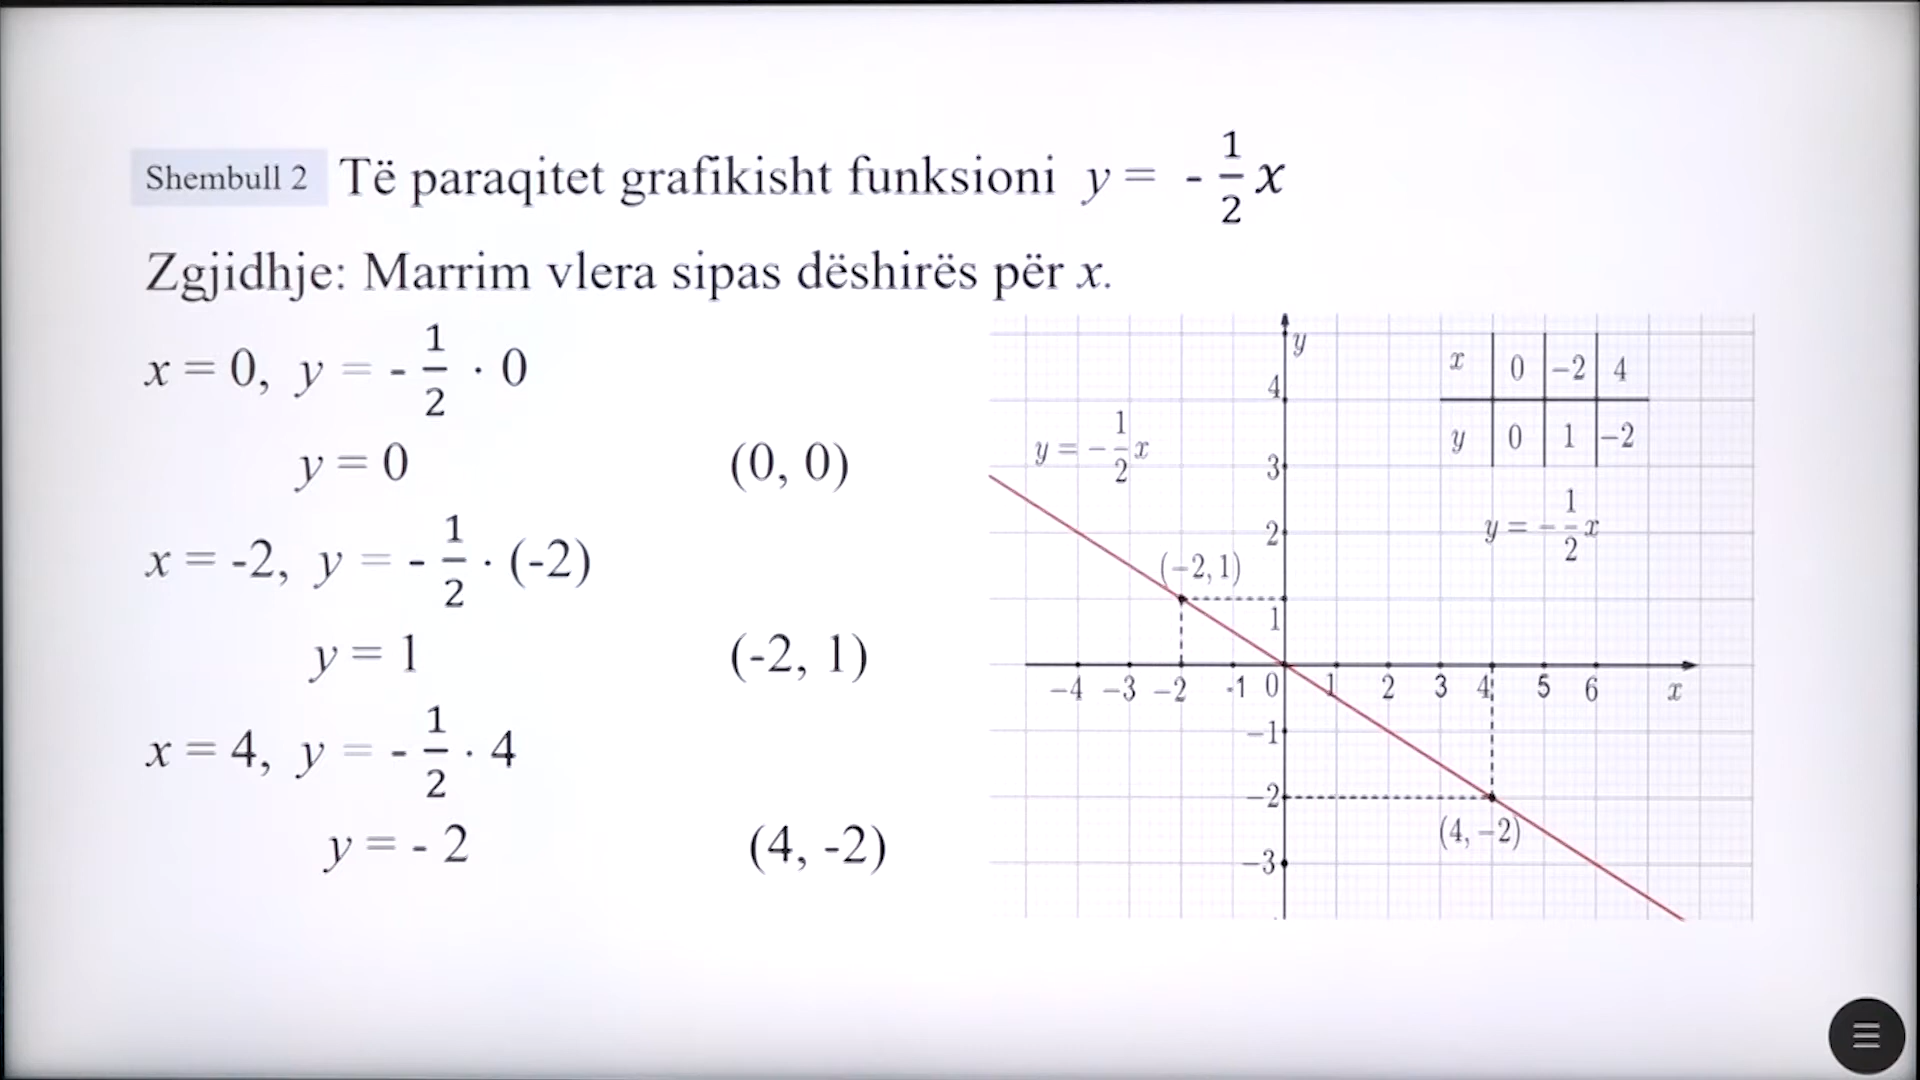 Shembull 2 Të paraqitet grafikisht funksioni y = - 1/2 x
Zgjidhje: Marrim vlera sipas dëshirës për x.
x = 0, y = - 1/2 · 0
y = 0 (0, 0)
x = -2, y = - 1/2 · (-2)
y = 1 (-2, 1)
x = 4, y = - 1/2 · 4
y = - 2 (4, -2)
y
4
3
2
1
-1
-2
-3
−4 −3 −2 -1 0 1 2 3 4 5 6 x
y = − 1/2 x
(−2, 1)
(4, −2)
x 0 −2 4
y 0 1 −2
y = − 1/2 x